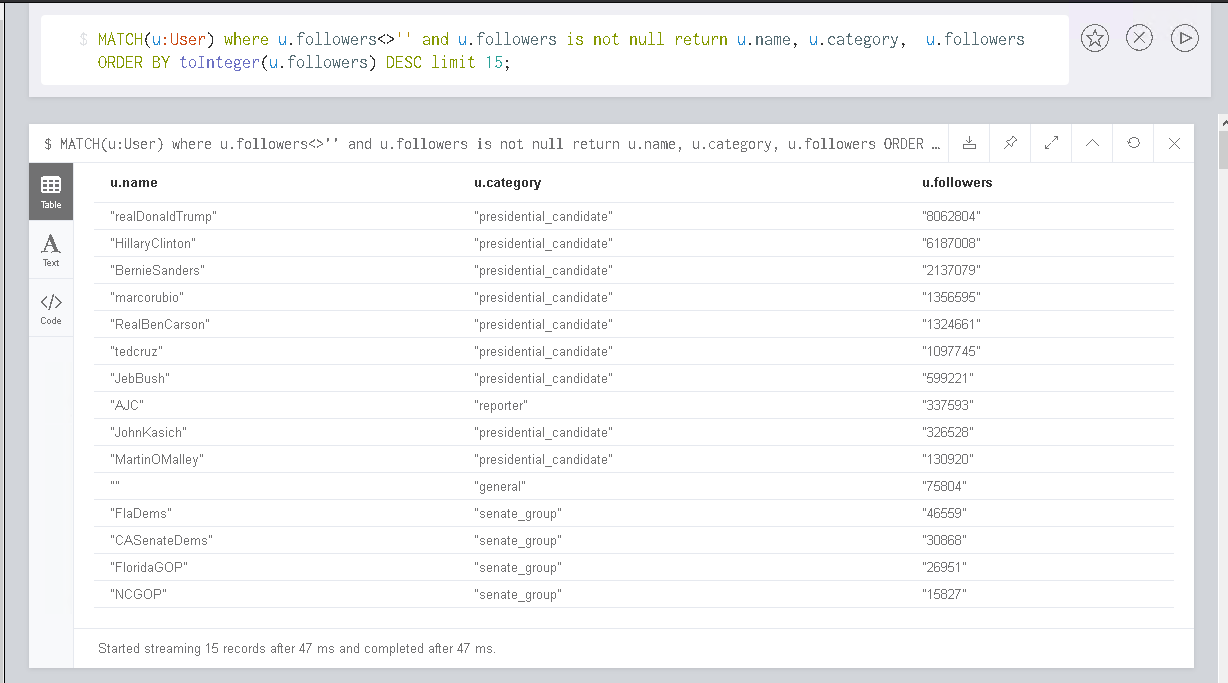 $ MATCH(u:User) where u.followers<>'' and u.followers is not null return u.name, u.category, u.followers
ORDER BY toInteger(u.followers) DESC limit 15;
$ MATCH(u:User) where u.followers<>'' and u.followers is not null return u.name, u.category, u.followers ORDER …
Table
Text
Code
u.name u.category u.followers
"realDonaldTrump" "presidential_candidate" "8062804"
"HillaryClinton" "presidential_candidate" "6187008"
"BernieSanders" "presidential_candidate" "2137079"
"marcorubio" "presidential_candidate" "1356595"
"RealBenCarson" "presidential_candidate" "1324661"
"tedcruz" "presidential_candidate" "1097745"
"JebBush" "presidential_candidate" "599221"
"AJC" "reporter" "337593"
"JohnKasich" "presidential_candidate" "326528"
"MartinOMalley" "presidential_candidate" "130920"
"" "general" "75804"
"FlaDems" "senate_group" "46559"
"CASenateDems" "senate_group" "30868"
"FloridaGOP" "senate_group" "26951"
"NCGOP" "senate_group" "15827"
Started streaming 15 records after 47 ms and completed after 47 ms.